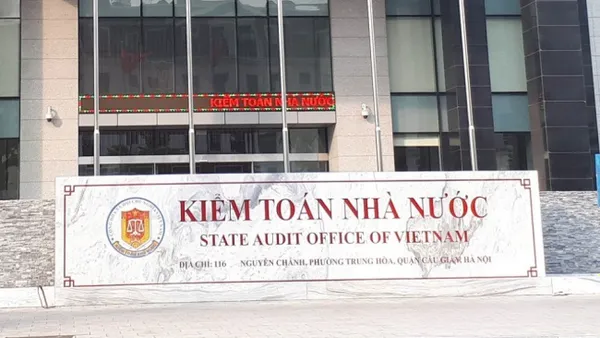 KIỂM TOÁN NHÀ NƯỚC
KIỂM TOÁN NHÀ NƯỚC
STATE AUDIT OFFICE OF VIETNAM
ĐỊA CHỈ: 116 NGUYỄN CHÁNH, PHƯỜNG TRUNG HÒA, QUẬN CẦU GIẤY, HÀ NỘI